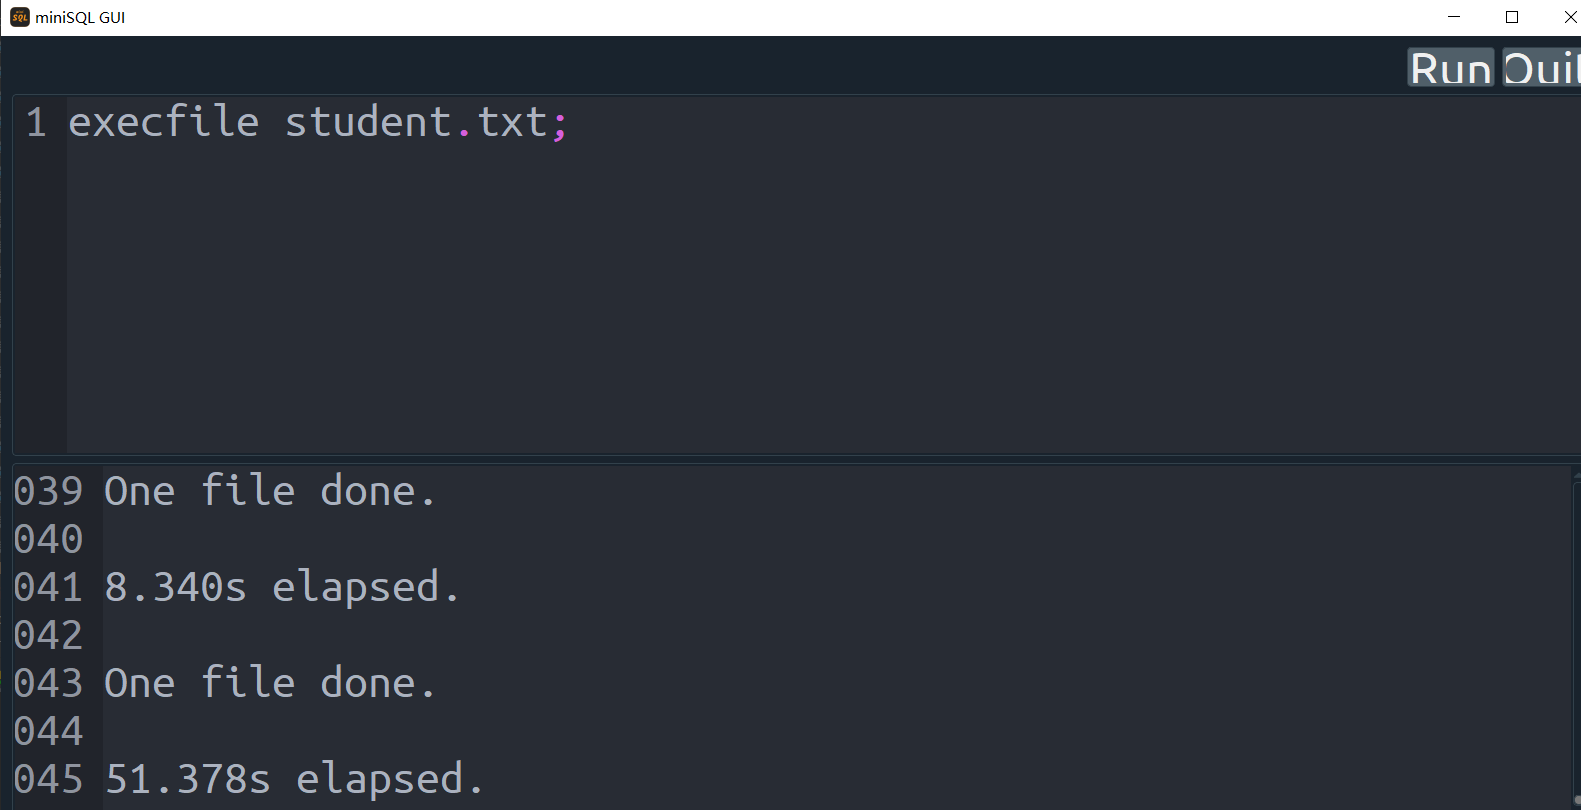 miniSQL GUI
Run Quit
1 execfile student.txt;
039 One file done.
040
041 8.340s elapsed.
042
043 One file done.
044
045 51.378s elapsed.